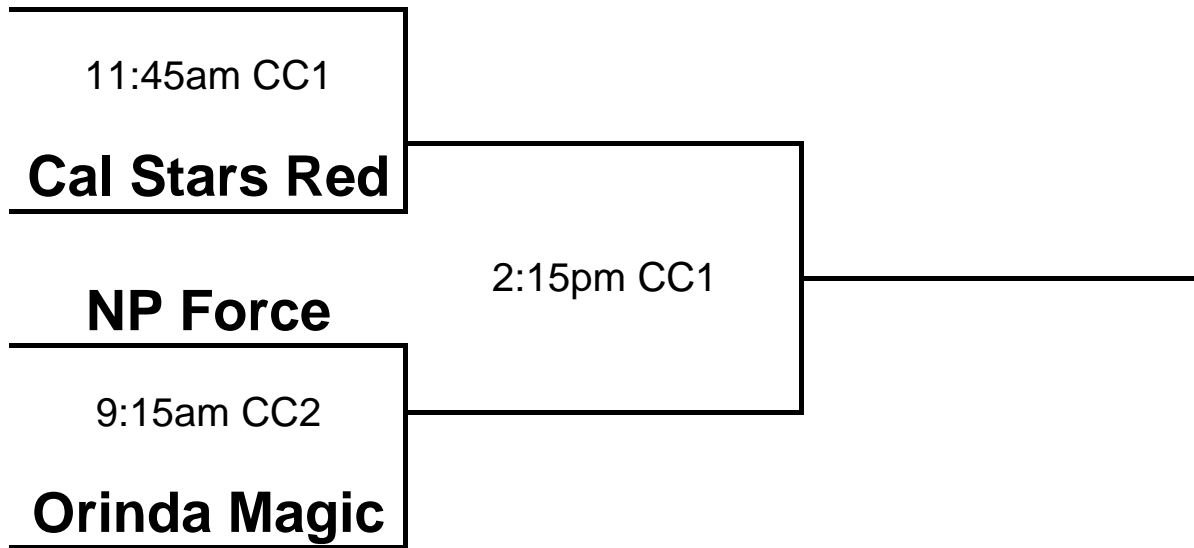 11:45am CC1
Cal Stars Red
2:15pm CC1
NP Force
9:15am CC2
Orinda Magic